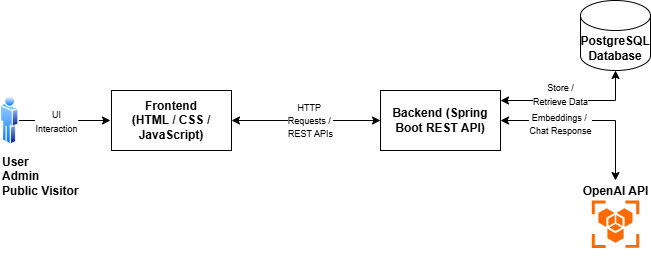 PostgreSQL
Database
Frontend
(HTML / CSS /
JavaScript)
Backend (Spring
Boot REST API)
UI
Interaction
HTTP
Requests /
REST APIs
Store /
Retrieve Data
Embeddings /
Chat Response
User
Admin
Public Visitor
OpenAI API